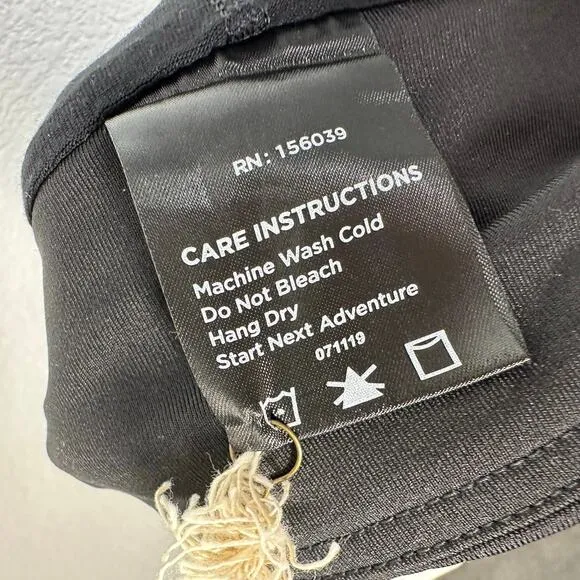 RN: 156039
CARE INSTRUCTIONS
Machine Wash Cold
Do Not Bleach
Hang Dry
Start Next Adventure
071119